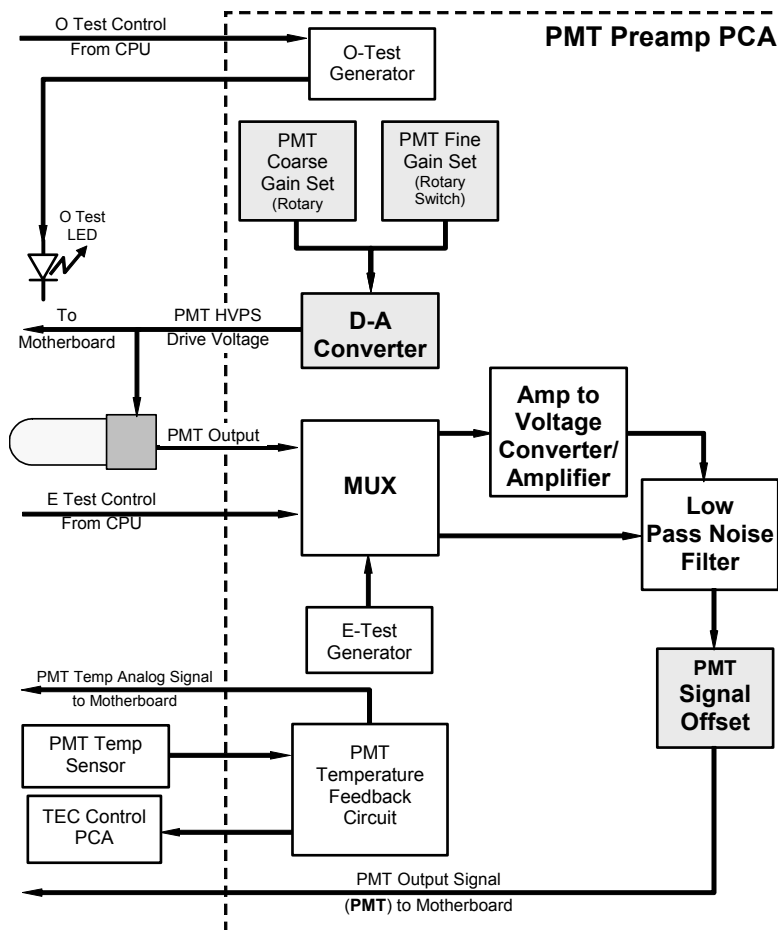 O Test Control
From CPU
PMT Preamp PCA
O-Test
Generator
PMT
Coarse
Gain Set
(Rotary
PMT Fine
Gain Set
(Rotary
Switch)
O Test
LED
To
Motherboard
PMT HVPS
Drive Voltage
D-A
Converter
PMT Output
MUX
Amp to
Voltage
Converter/
Amplifier
E Test Control
From CPU
Low
Pass Noise
Filter
E-Test
Generator
PMT Temp Analog Signal
to Motherboard
PMT
Signal
Offset
PMT Temp
Sensor
PMT
Temperature
Feedback
Circuit
TEC Control
PCA
PMT Output Signal
(PMT) to Motherboard